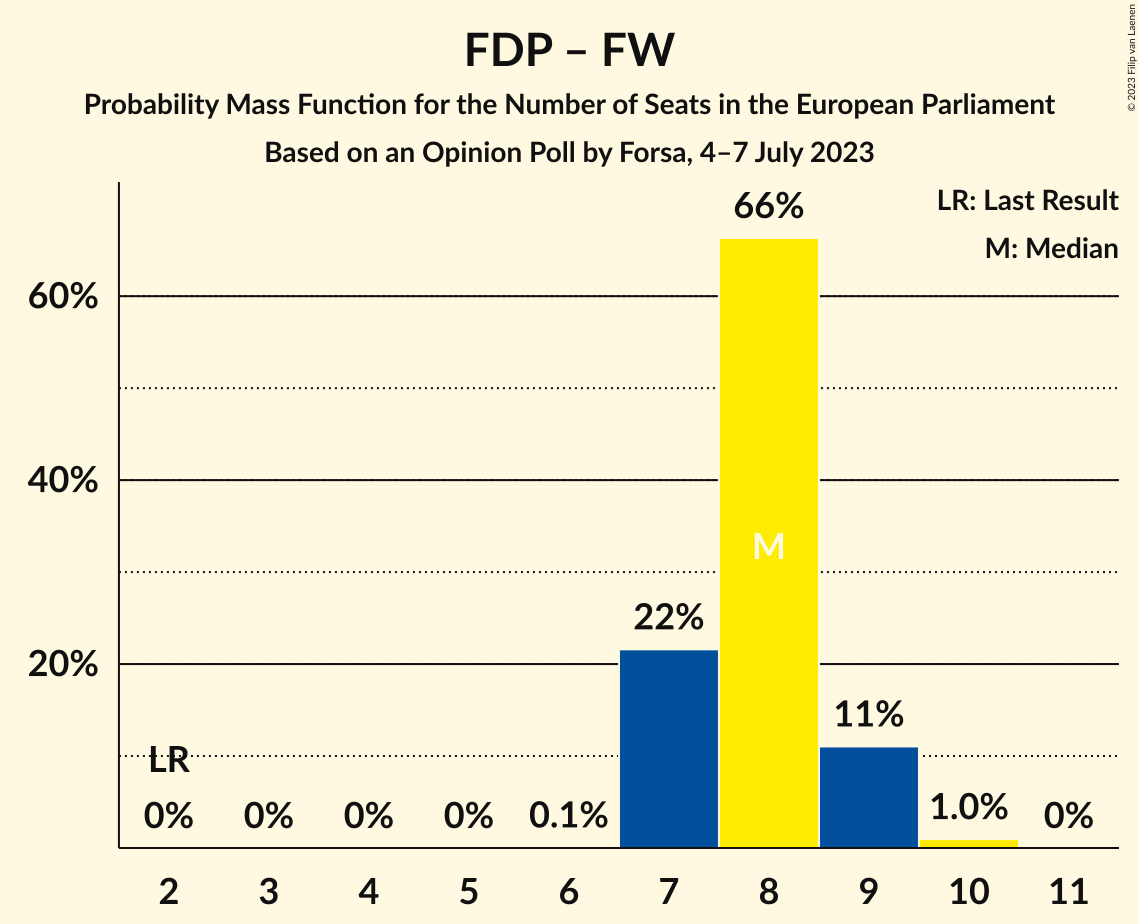 FDP – FW
Probability Mass Function for the Number of Seats in the European Parliament
Based on an Opinion Poll by Forsa, 4–7 July 2023
© 2023 Filip van Laenen
LR: Last Result
M: Median
66%
60%
40%
M
22%
20%
11%
LR
0% 0% 0% 0% 0.1% 1.0% 0%
2 3 4 5 6 7 8 9 10 11